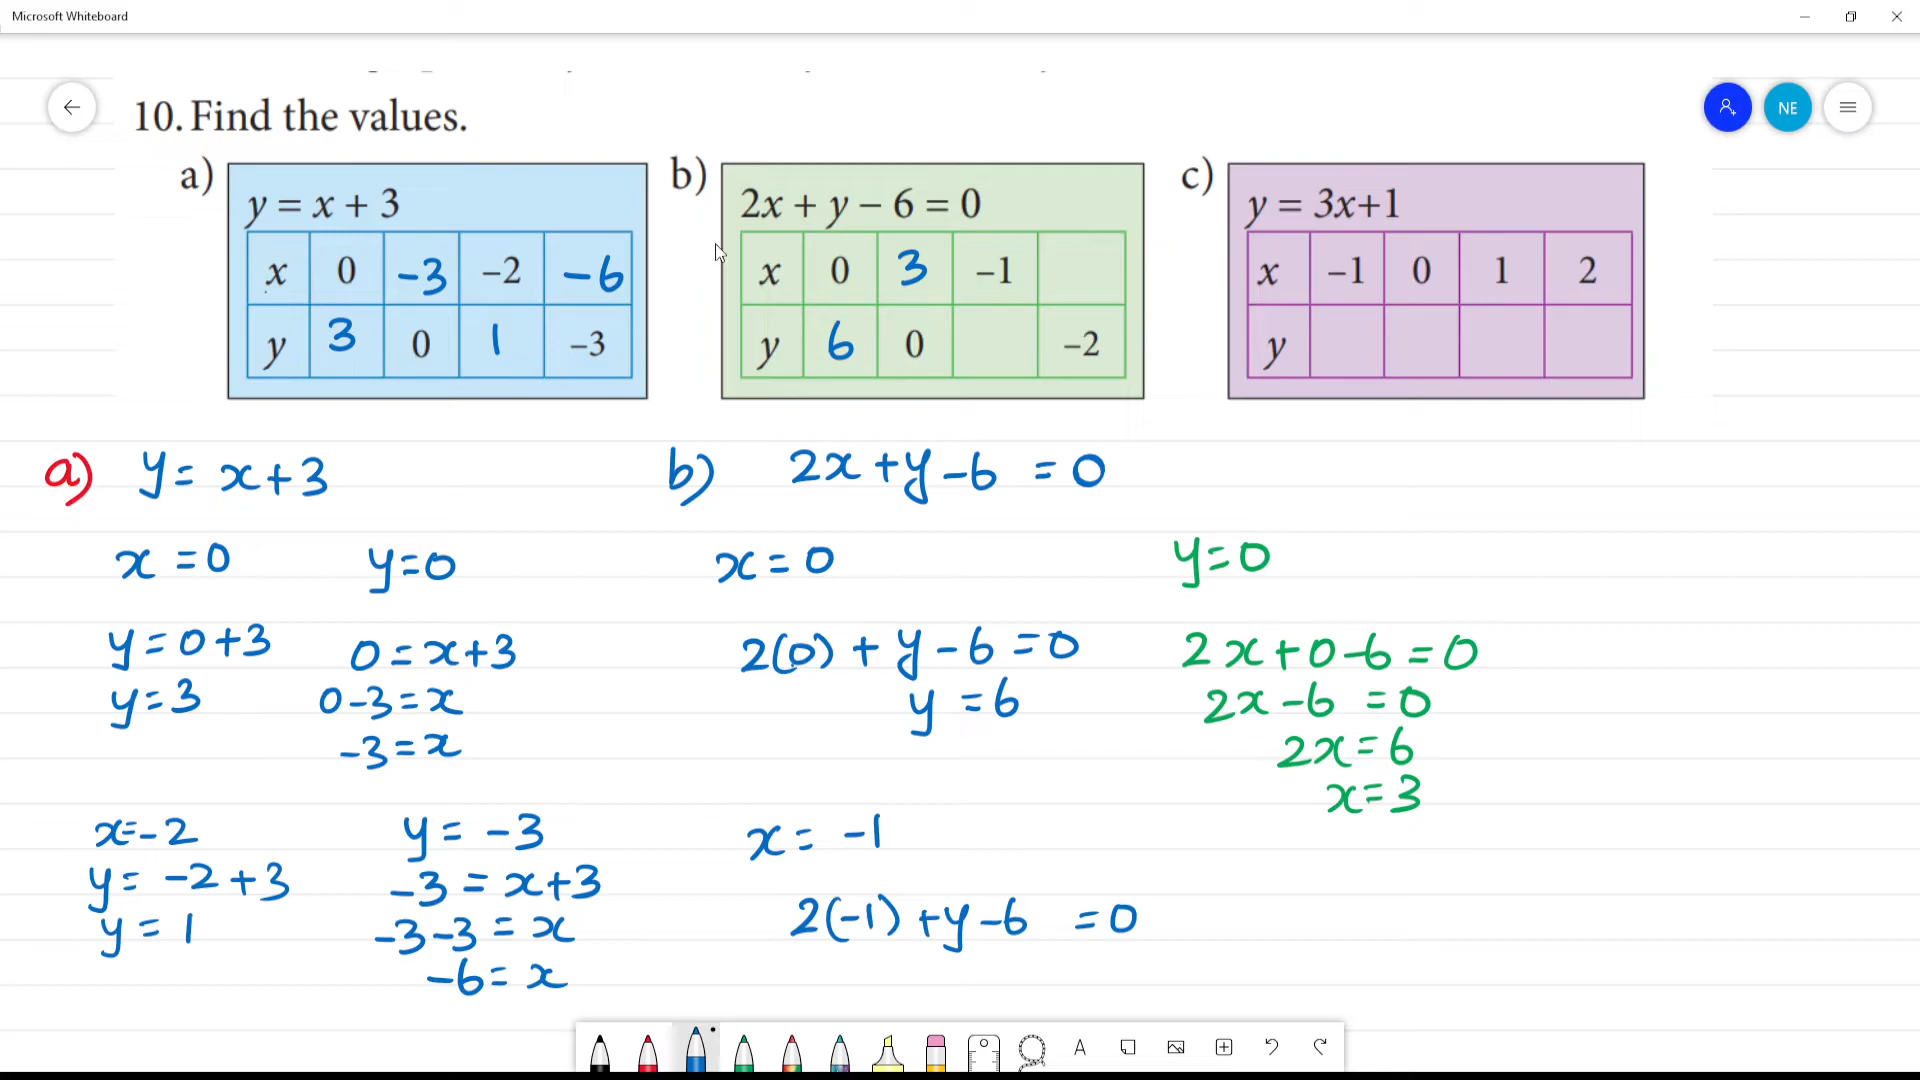 Microsoft Whiteboard
NE
10. Find the values.
a)
y = x + 3
x 0 -3 -2 -6
y 3 0 1 -3
b)
2x + y - 6 = 0
x 0 3 -1
y 6 0 -2
c)
y = 3x+1
x -1 0 1 2
y
a) y = x+3
x = 0
y = 0+3
y = 3
y=0
0 = x+3
0-3 = x
-3 = x
x=-2
y = -2+3
y = 1
y = -3
-3 = x+3
-3-3 = x
-6 = x
b) 2x+y-6 = 0
x = 0
2(0) + y - 6 = 0
y = 6
y=0
2x+0-6 = 0
2x-6 = 0
2x = 6
x = 3
x = -1
2(-1) + y-6 = 0
A